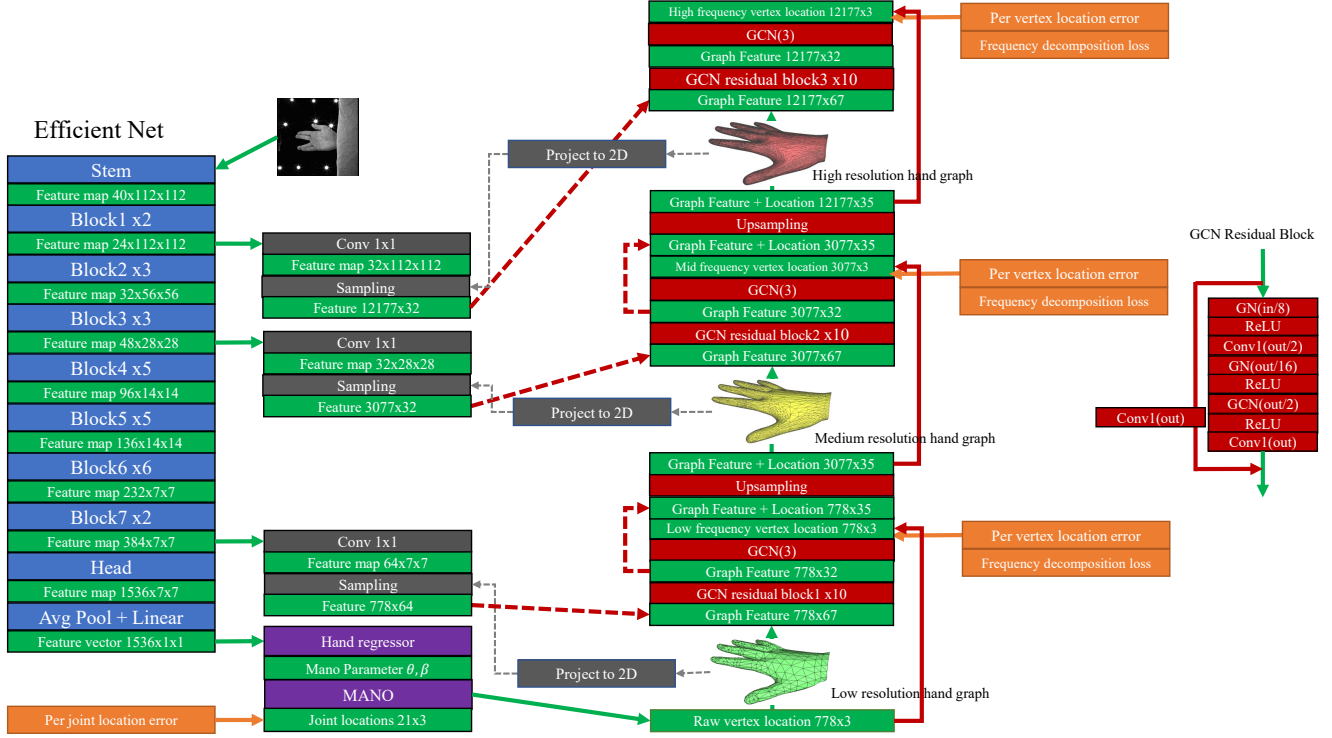 Efficient Net
Stem
Feature map 40x112x112
Block1 x2
Feature map 24x112x112
Block2 x3
Feature map 32x56x56
Block3 x3
Feature map 48x28x28
Block4 x5
Feature map 96x14x14
Block5 x5
Feature map 136x14x14
Block6 x6
Feature map 232x7x7
Block7 x2
Feature map 384x7x7
Head
Feature map 1536x7x7
Avg Pool + Linear
Feature vector 1536x1x1
Per joint location error
Conv 1x1
Feature map 32x112x112
Sampling
Feature 12177x32
Conv 1x1
Feature map 32x28x28
Sampling
Feature 3077x32
Conv 1x1
Feature map 64x7x7
Sampling
Feature 778x64
Hand regressor
Mano Parameter θ, β
MANO
Joint locations 21x3
Project to 2D
Project to 2D
Project to 2D
High frequency vertex location 12177x3
GCN(3)
Graph Feature 12177x32
GCN residual block3 x10
Graph Feature 12177x67
High resolution hand graph
Graph Feature + Location 12177x35
Upsampling
Graph Feature + Location 3077x35
Mid frequency vertex location 3077x3
GCN(3)
Graph Feature 3077x32
GCN residual block2 x10
Graph Feature 3077x67
Medium resolution hand graph
Graph Feature + Location 3077x35
Upsampling
Graph Feature + Location 778x35
Low frequency vertex location 778x3
GCN(3)
Graph Feature 778x32
GCN residual block1 x10
Graph Feature 778x67
Low resolution hand graph
Raw vertex location 778x3
Per vertex location error
Frequency decomposition loss
Per vertex location error
Frequency decomposition loss
Per vertex location error
Frequency decomposition loss
GCN Residual Block
GN(in/8)
ReLU
Conv1(out/2)
GN(out/16)
ReLU
GCN(out/2)
ReLU
Conv1(out)
Conv1(out)